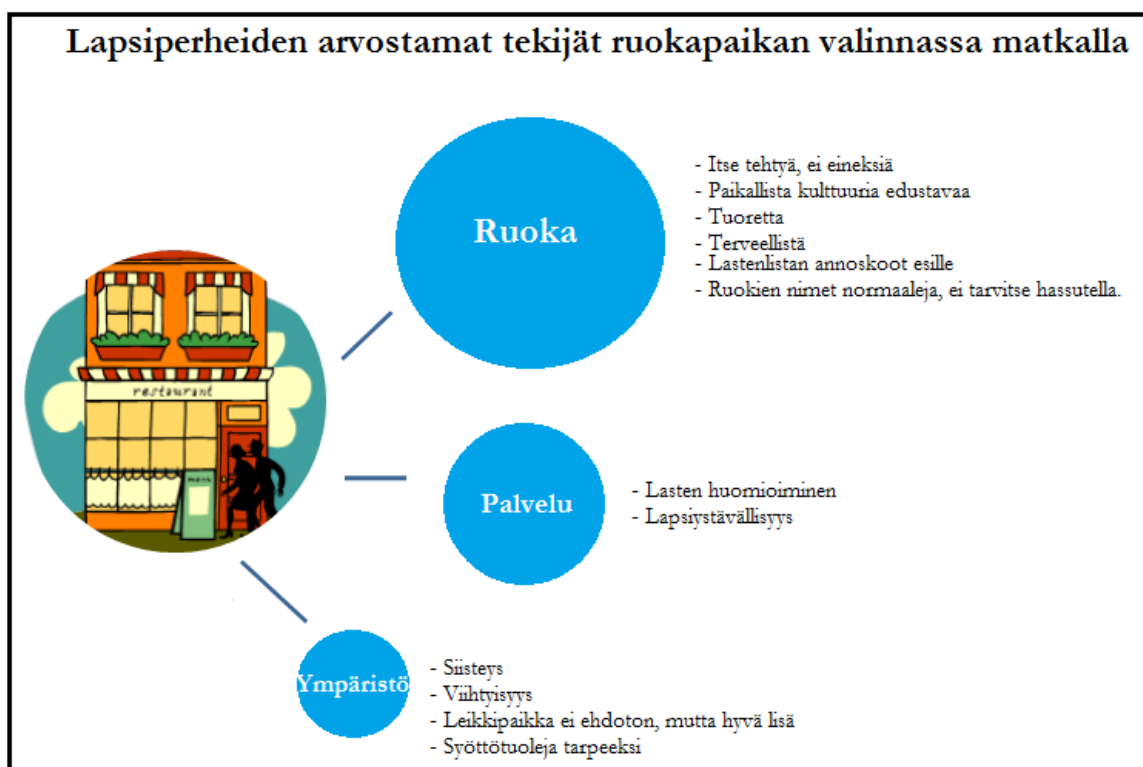 Lapsiperheiden arvostamat tekijät ruokapaikan valinnassa matkalla
Ruoka
- Itse tehtyä, ei eineksiä
- Paikallista kulttuuria edustavaa
- Tuoretta
- Terveellistä
- Lastenlistan annoskoot esille
- Ruokien nimet normaaleja, ei tarvitse hassutella.
restaurant
menu
Palvelu
- Lasten huomioiminen
- Lapsiystävällisyys
Ympäristö
- Siisteys
- Viihtyisyys
- Leikkipaikka ei ehdoton, mutta hyvä lisä
- Syöttötuoleja tarpeeksi